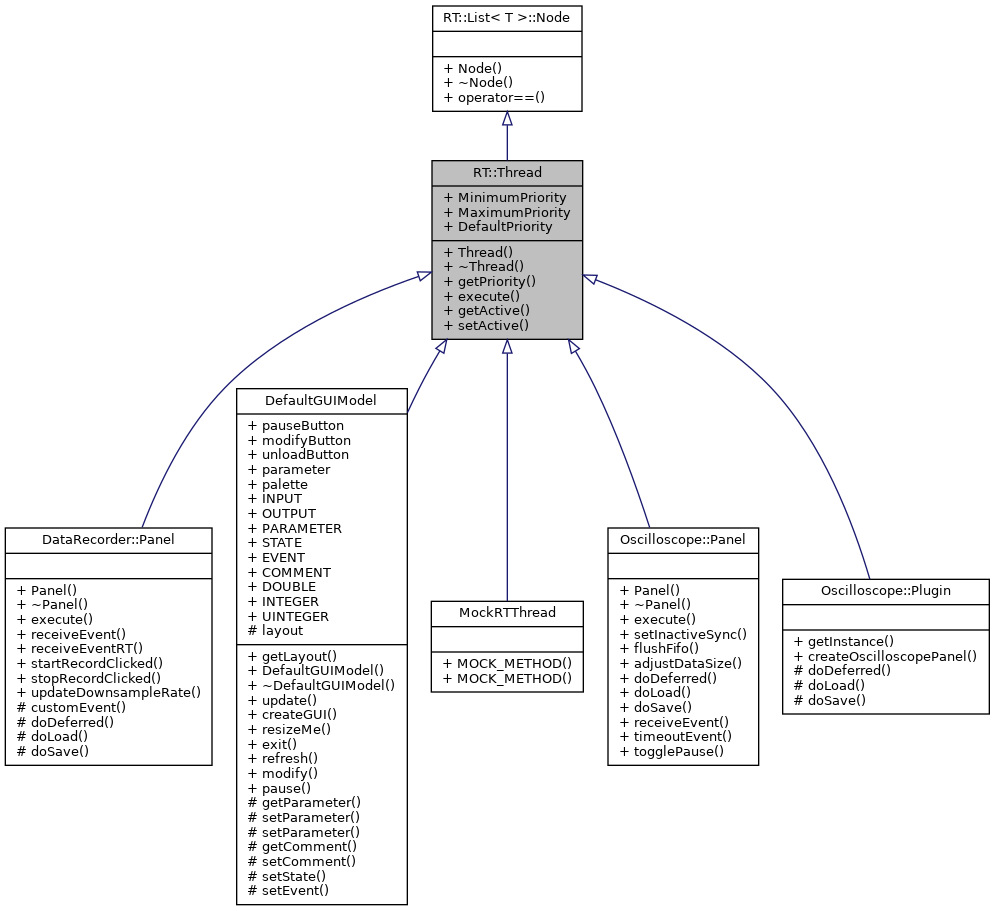 RT::List< T >::Node
+ Node()
+ ~Node()
+ operator==()
RT::Thread
+ MinimumPriority
+ MaximumPriority
+ DefaultPriority
+ Thread()
+ ~Thread()
+ getPriority()
+ execute()
+ getActive()
+ setActive()
DataRecorder::Panel
+ Panel()
+ ~Panel()
+ execute()
+ receiveEvent()
+ receiveEventRT()
+ startRecordClicked()
+ stopRecordClicked()
+ updateDownsampleRate()
# customEvent()
# doDeferred()
# doLoad()
# doSave()
DefaultGUIModel
+ pauseButton
+ modifyButton
+ unloadButton
+ parameter
+ palette
+ INPUT
+ OUTPUT
+ PARAMETER
+ STATE
+ EVENT
+ COMMENT
+ DOUBLE
+ INTEGER
+ UINTEGER
# layout
+ getLayout()
+ DefaultGUIModel()
+ ~DefaultGUIModel()
+ update()
+ createGUI()
+ resizeMe()
+ exit()
+ refresh()
+ modify()
+ pause()
# getParameter()
# setParameter()
# setParameter()
# getComment()
# setComment()
# setState()
# setEvent()
MockRTThread
+ MOCK_METHOD()
+ MOCK_METHOD()
Oscilloscope::Panel
+ Panel()
+ ~Panel()
+ execute()
+ setInactiveSync()
+ flushFifo()
+ adjustDataSize()
+ doDeferred()
+ doLoad()
+ doSave()
+ receiveEvent()
+ timeoutEvent()
+ togglePause()
Oscilloscope::Plugin
+ getInstance()
+ createOscilloscopePanel()
# doDeferred()
# doLoad()
# doSave()